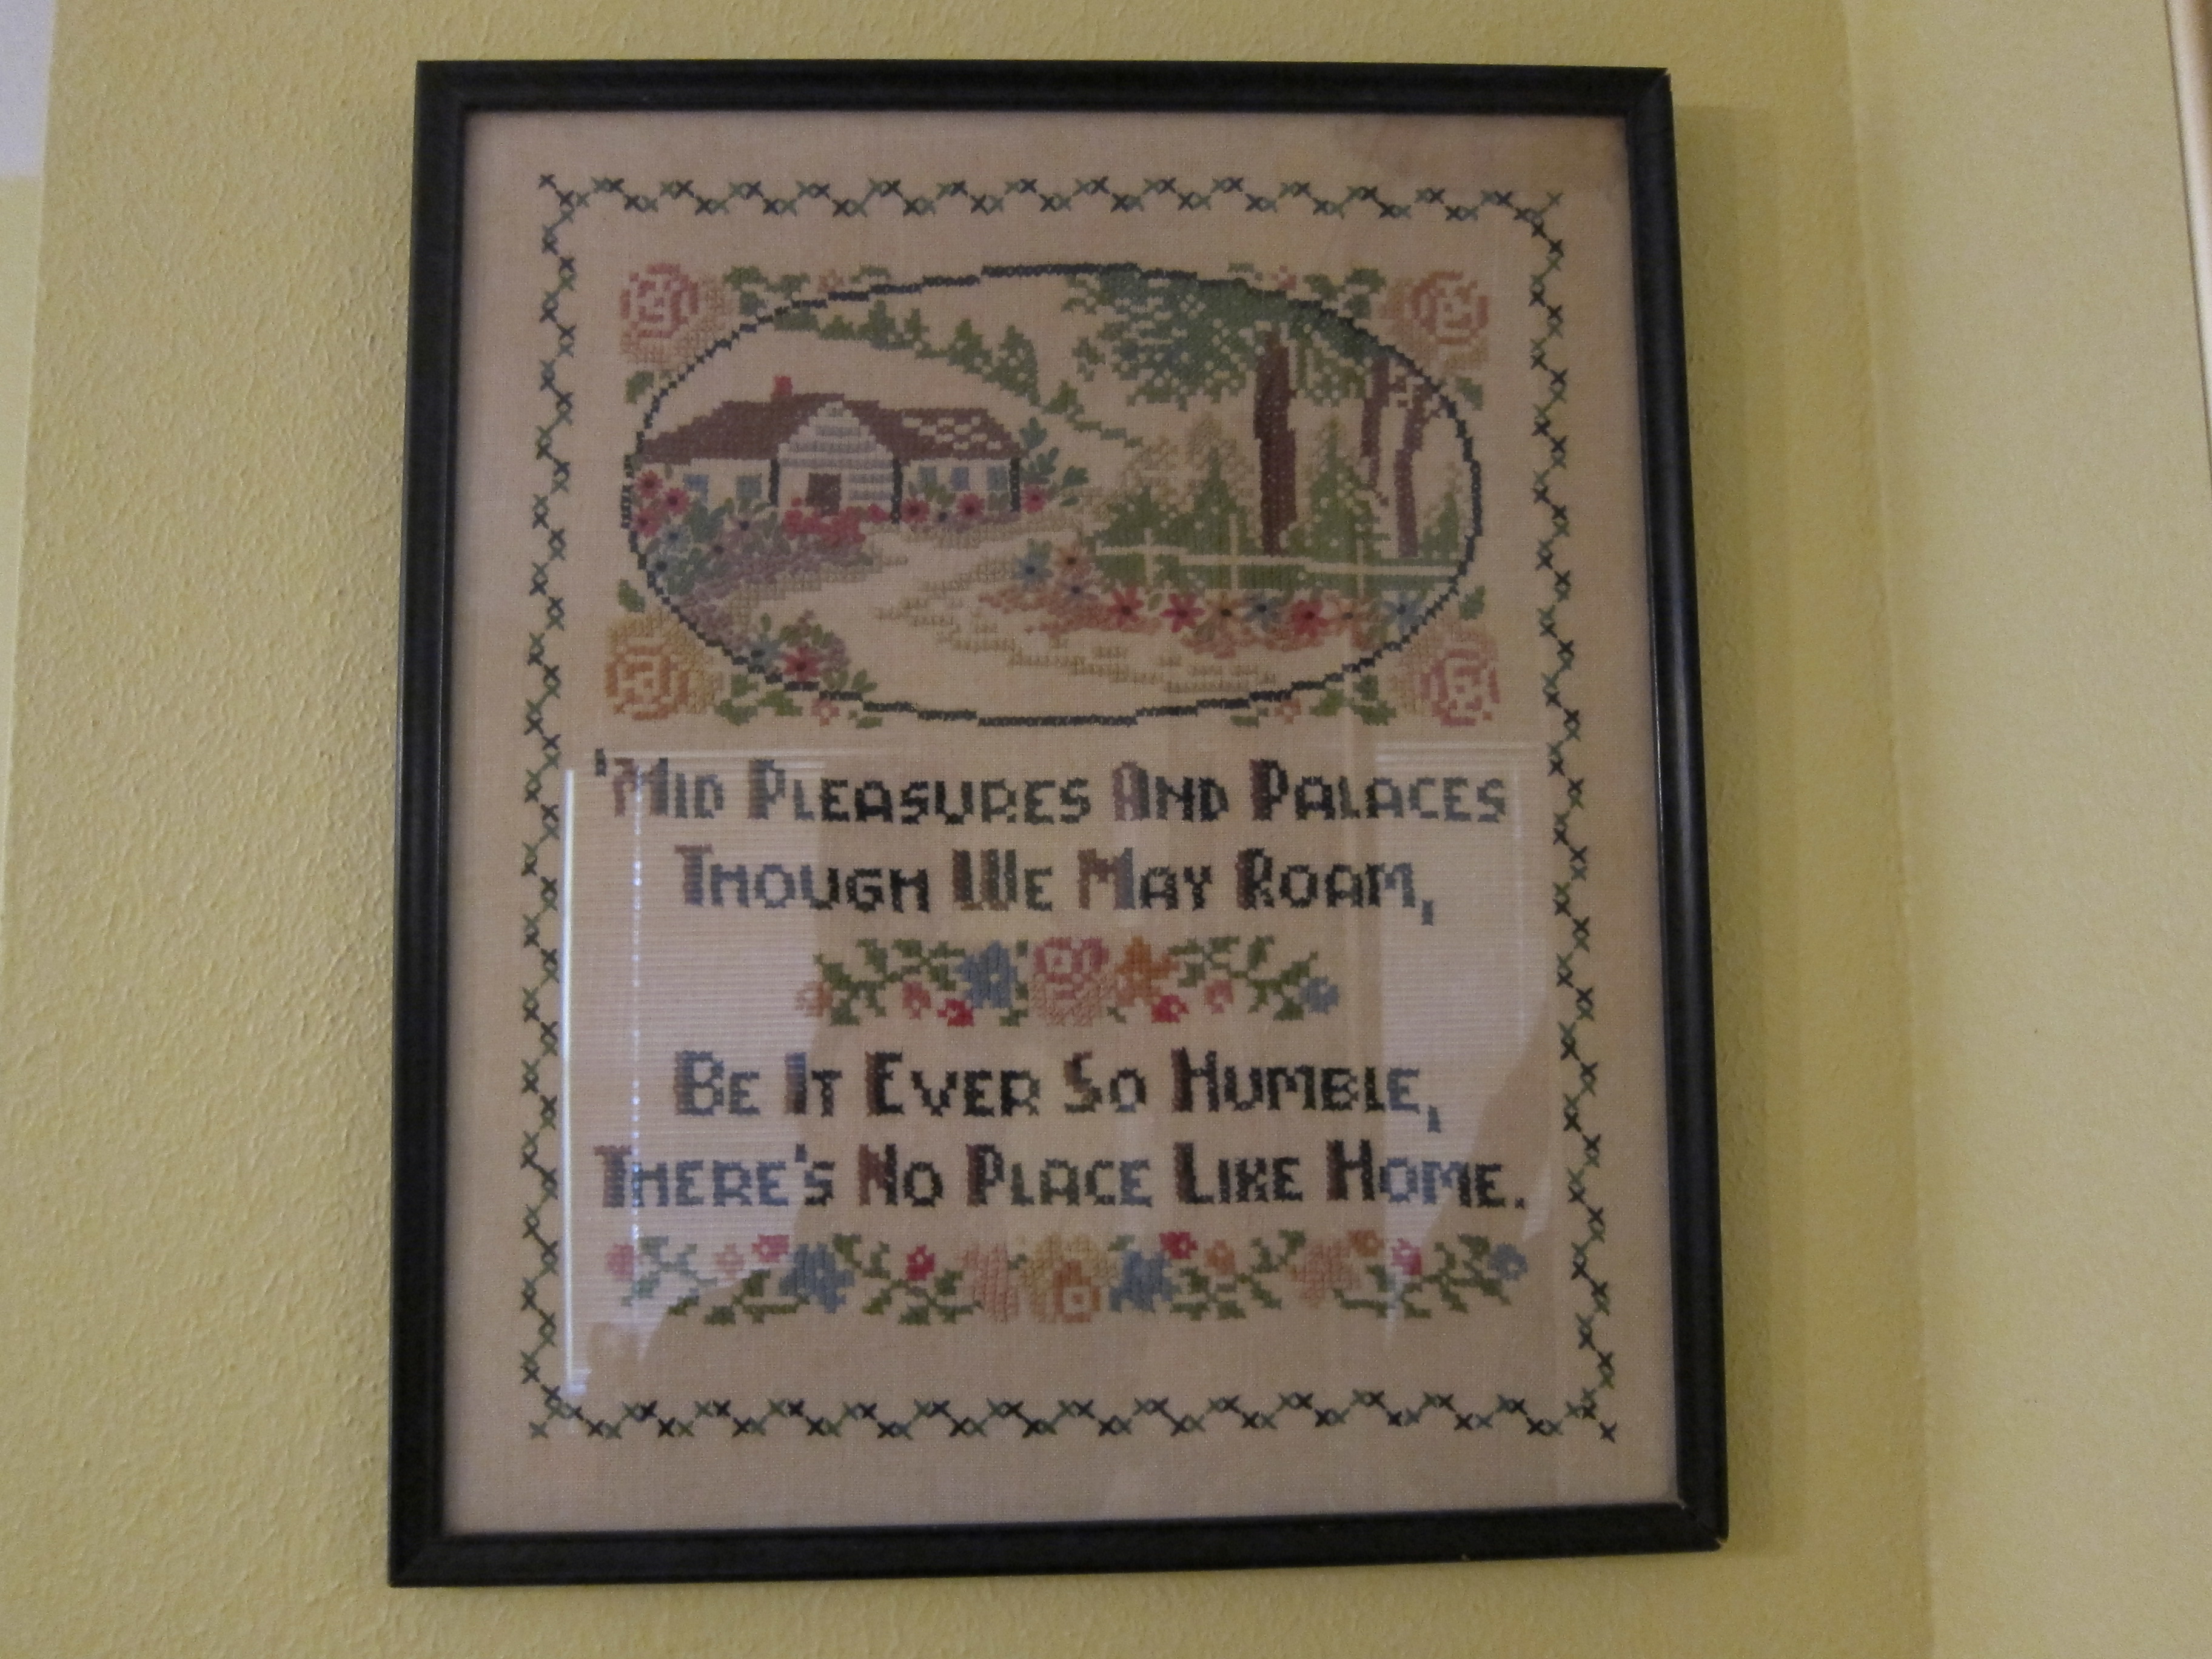 'Mid Pleasures And Palaces
Though We May Roam,
Be It Ever So Humble,
There's No Place Like Home.